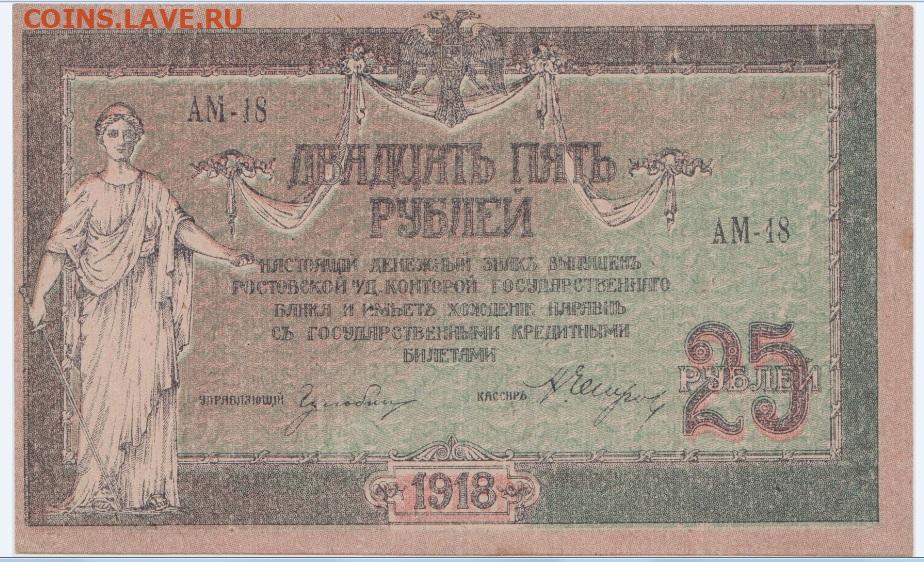 COINS.LAVE.RU
АМ-18
ДВАДЦАТЬ ПЯТЬ
РУБЛЕЙ
АМ-18
НАСТОЯЩІЙ ДЕНЕЖНЫЙ ЗНАКЪ ВЫПУЩЕНЪ
РОСТОВСКОЙ Н/Д. КОНТОРОЙ ГОСУДАРСТВЕННАГО
БАНКА И ИМѢЕТЪ ХОЖДЕНІЕ НАРАВНѢ
СЪ ГОСУДАРСТВЕННЫМИ КРЕДИТНЫМИ
БИЛЕТАМИ
25
РУБЛЕЙ
УПРАВЛЯЮЩІЙ
КАССИРЪ
1918